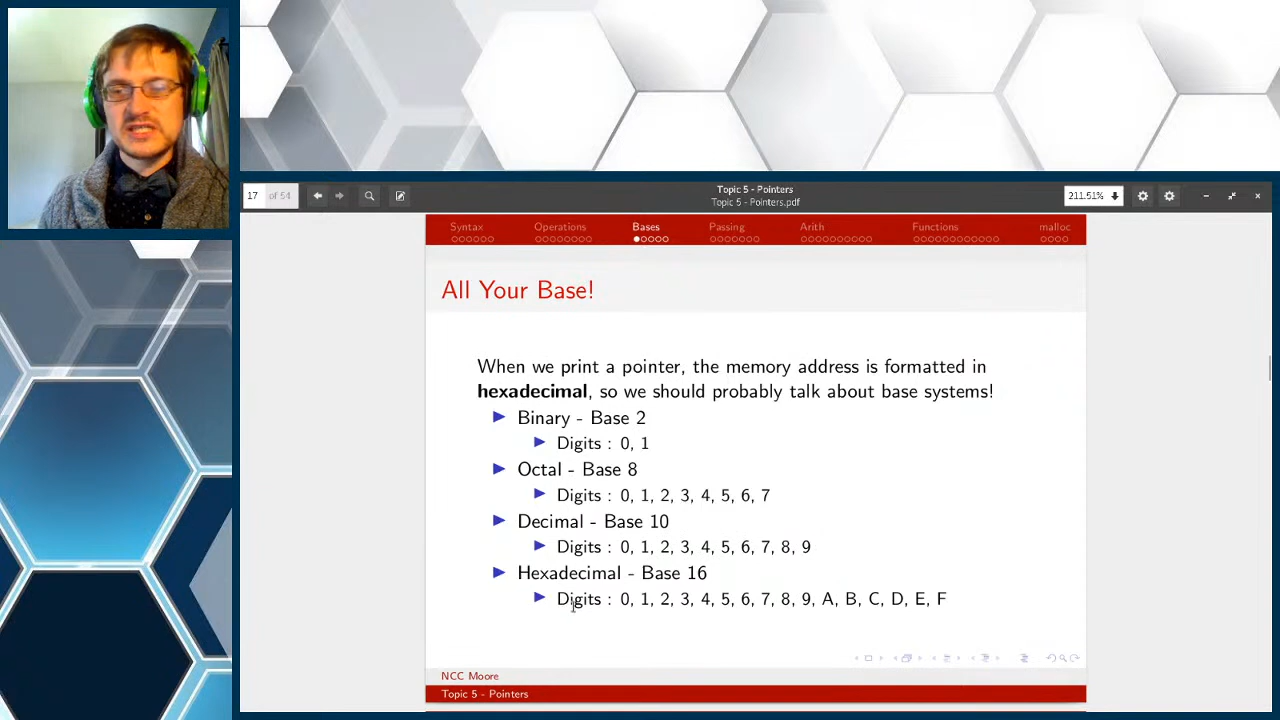 17 of 54
Topic 5 - Pointers
Topic 5 - Pointers.pdf
211.51%
Syntax Operations Bases Passing Arith Functions malloc
All Your Base!
When we print a pointer, the memory address is formatted in
hexadecimal, so we should probably talk about base systems!
Binary - Base 2
Digits : 0, 1
Octal - Base 8
Digits : 0, 1, 2, 3, 4, 5, 6, 7
Decimal - Base 10
Digits : 0, 1, 2, 3, 4, 5, 6, 7, 8, 9
Hexadecimal - Base 16
Digits : 0, 1, 2, 3, 4, 5, 6, 7, 8, 9, A, B, C, D, E, F
NCC Moore
Topic 5 - Pointers